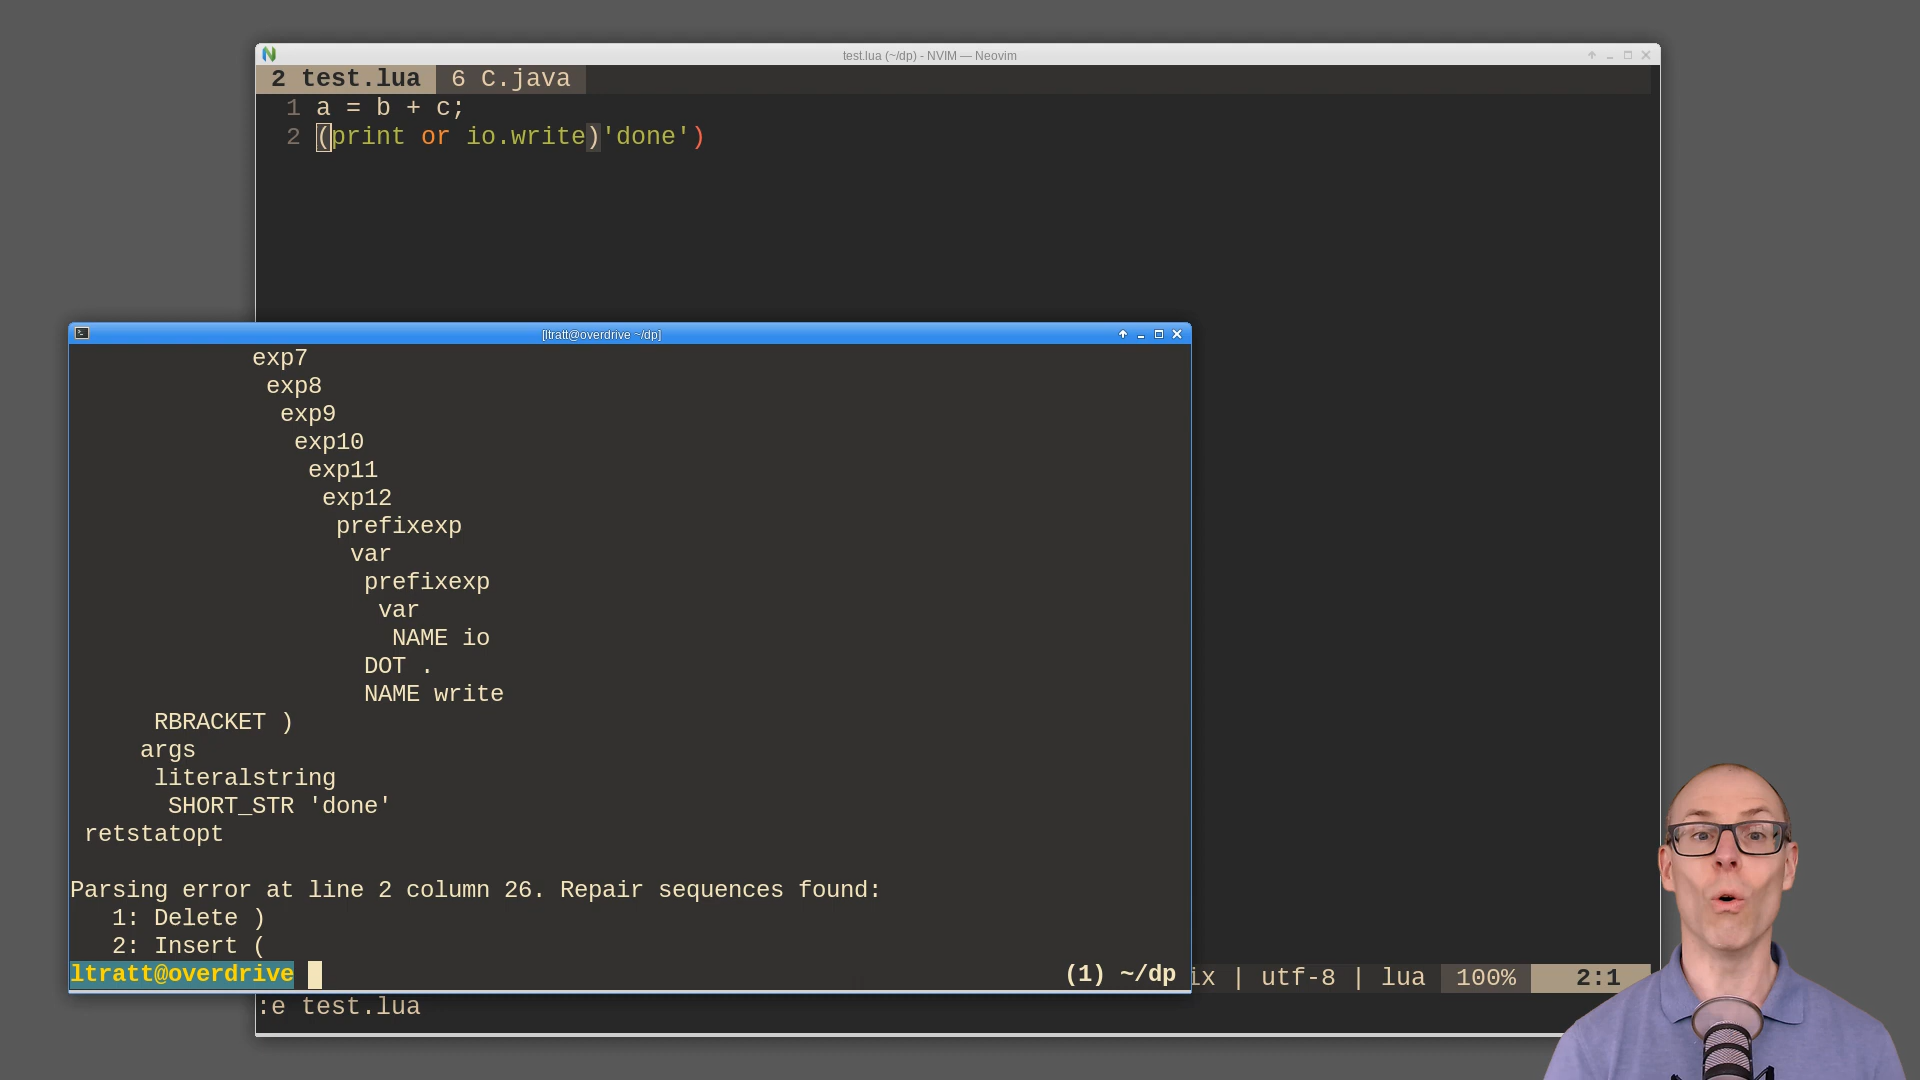 test.lua (~/dp) - NVIM — Neovim
2 test.lua 6 C.java
1 a = b + c;
2 (print or io.write)'done')
[ltratt@overdrive ~/dp]
exp7
exp8
exp9
exp10
exp11
exp12
prefixexp
var
prefixexp
var
NAME io
DOT .
NAME write
RBRACKET )
args
literalstring
SHORT_STR 'done'
retstatopt
Parsing error at line 2 column 26. Repair sequences found:
1: Delete )
2: Insert (
ltratt@overdrive (1) ~/dp
ix | utf-8 | lua 100% 2:1
:e test.lua